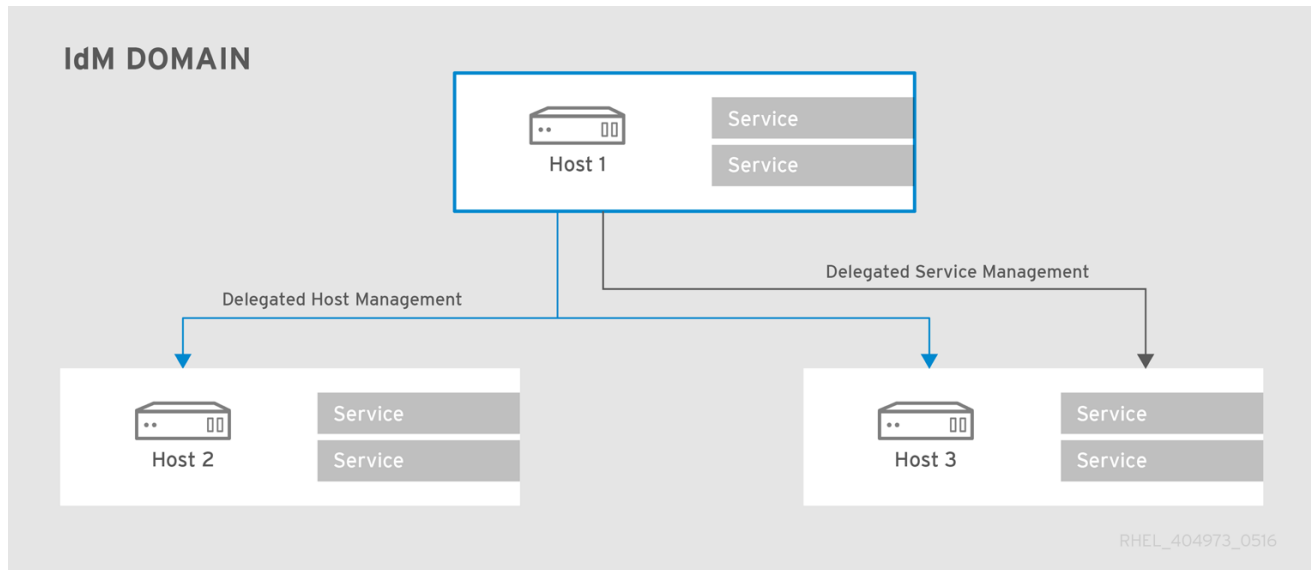 IdM DOMAIN
Service
Service
Host 1
Delegated Service Management
Delegated Host Management
Service
Service
Host 2
Service
Service
Host 3
RHEL_404973_0516